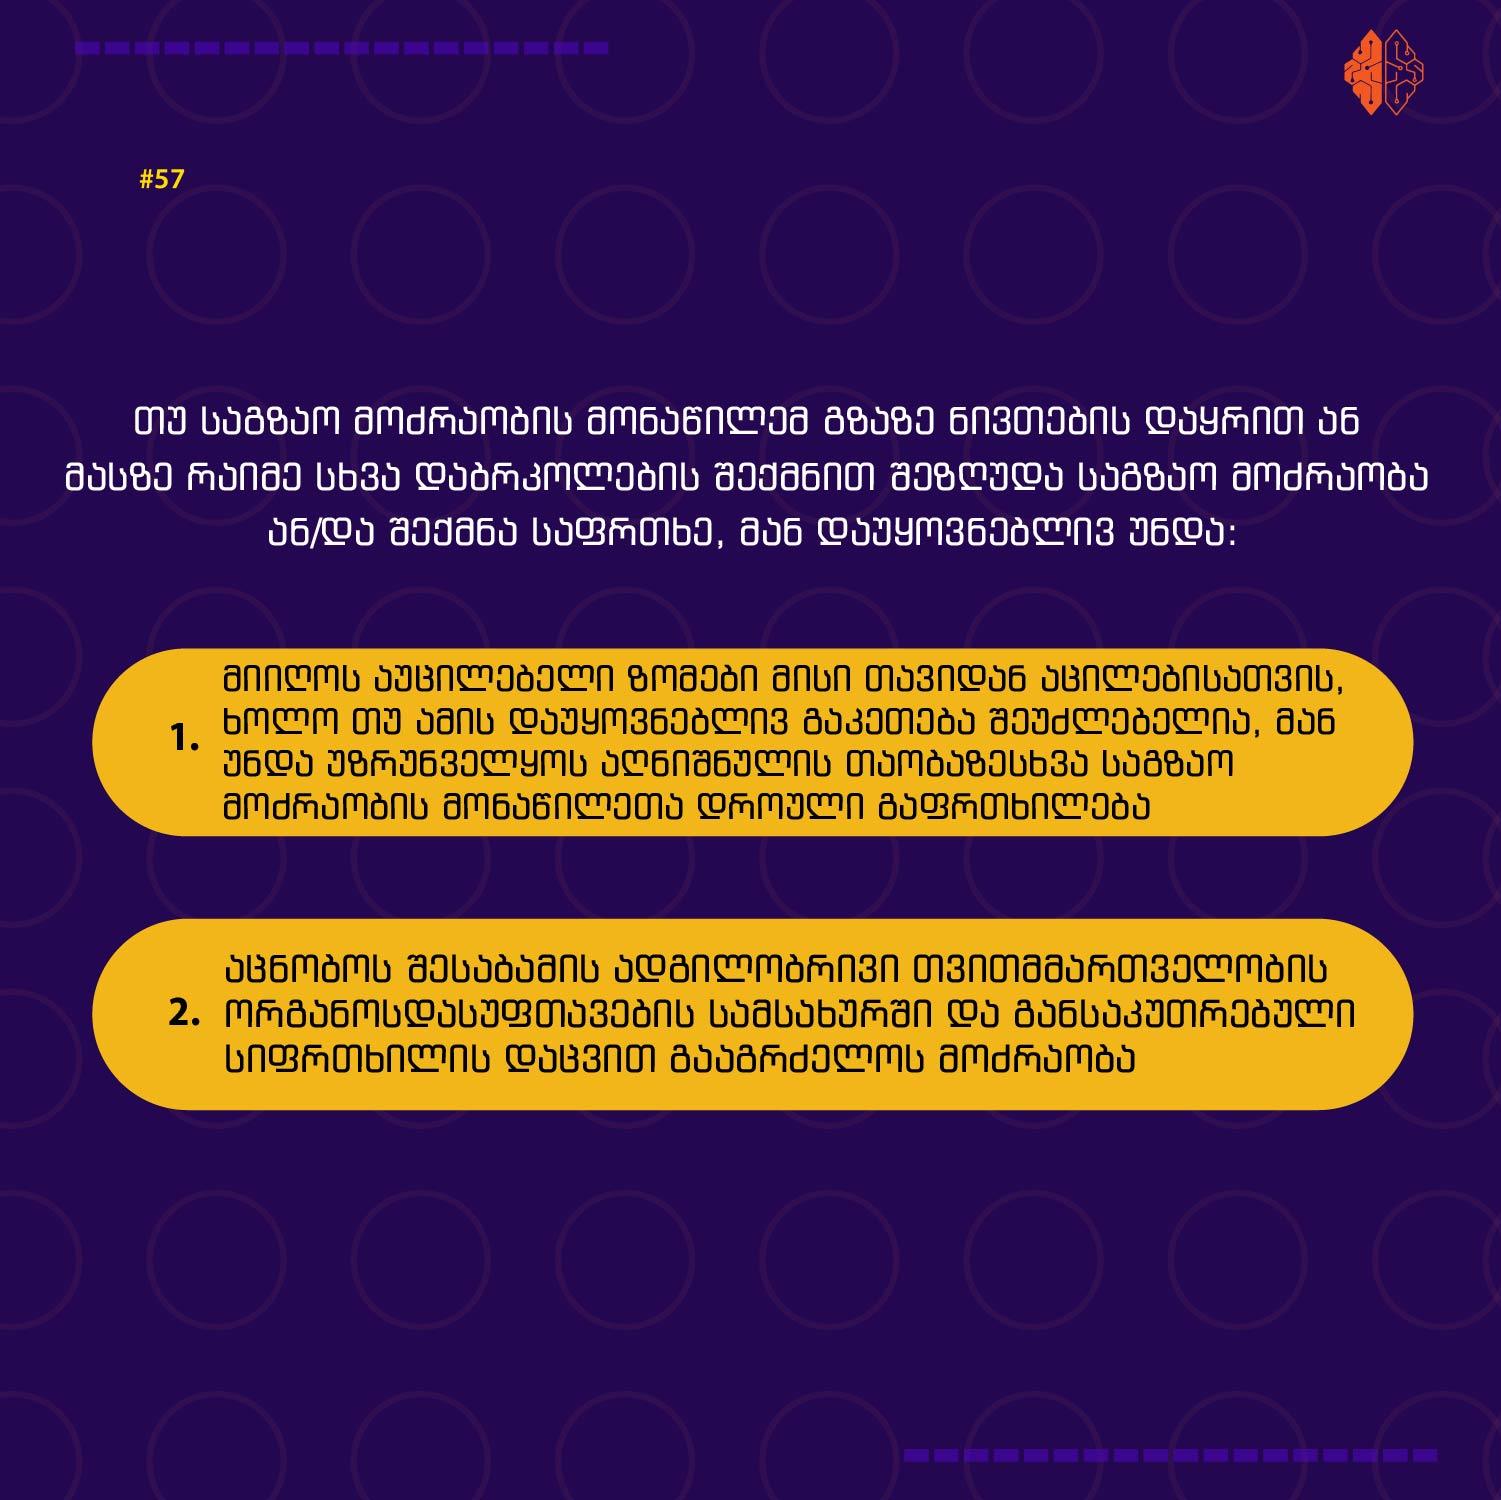 #57
თუ საგზაო მოძრაობის მონაწილემ გზაზე ნივთების დაყრით ან
მასზე რაიმე სხვა დაბრკოლების შექმნით შეზღუდა საგზაო მოძრაობა
ან/და შექმნა საფრთხე, მან დაუყოვნებლივ უნდა:
1. მიიღოს აუცილებელი ზომები მისი თავიდან აცილებისათვის,
ხოლო თუ ამის დაუყოვნებლივ გაკეთება შეუძლებელია, მან
უნდა უზრუნველყოს აღნიშნულის თაობაზესხვა საგზაო
მოძრაობის მონაწილეთა დროული გაფრთხილება
2. აცნობოს შესაბამის ადგილობრივი თვითმმართველობის
ორგანოსდასუფთავების სამსახურში და განსაკუთრებული
სიფრთხილის დაცვით გააგრძელოს მოძრაობა